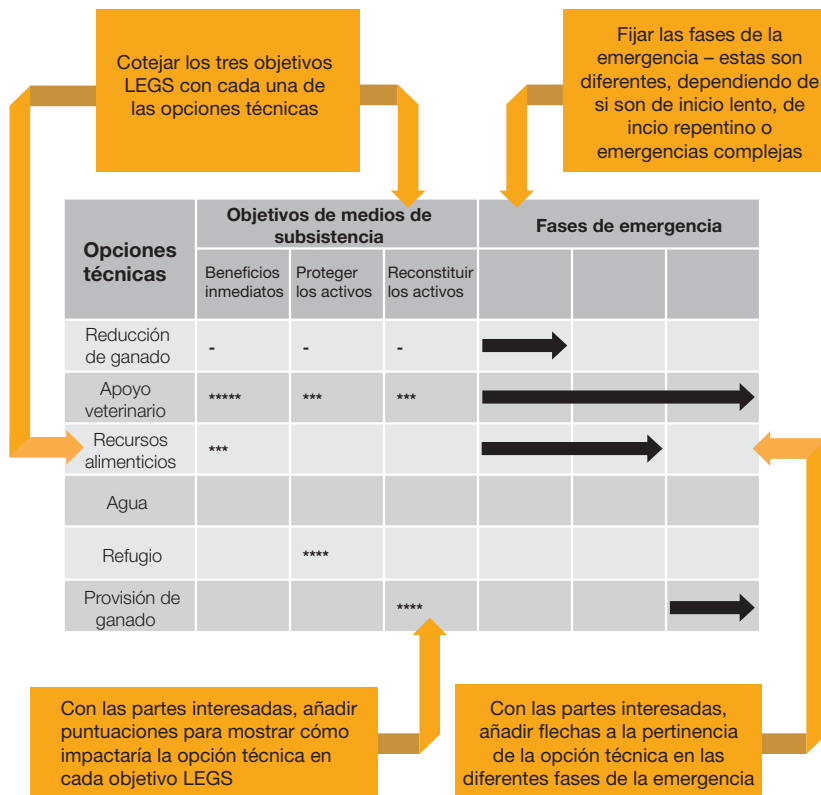 Cotejar los tres objetivos
LEGS con cada una de
las opciones técnicas
Fijar las fases de la
emergencia – estas son
diferentes, dependiendo de
si son de inicio lento, de
incio repentino o
emergencias complejas
Opciones
técnicas
Objetivos de medios de
subsistencia
Fases de emergencia
Beneficios
inmediatos
Proteger
los activos
Reconstituir
los activos
Reducción
de ganado
- - -
Apoyo
veterinario
***** *** ***
Recursos
alimenticios
***
Agua
Refugio
****
Provisión de
ganado
****
Con las partes interesadas, añadir
puntuaciones para mostrar cómo
impactaría la opción técnica en
cada objetivo LEGS
Con las partes interesadas,
añadir flechas a la pertinencia
de la opción técnica en las
diferentes fases de la emergencia